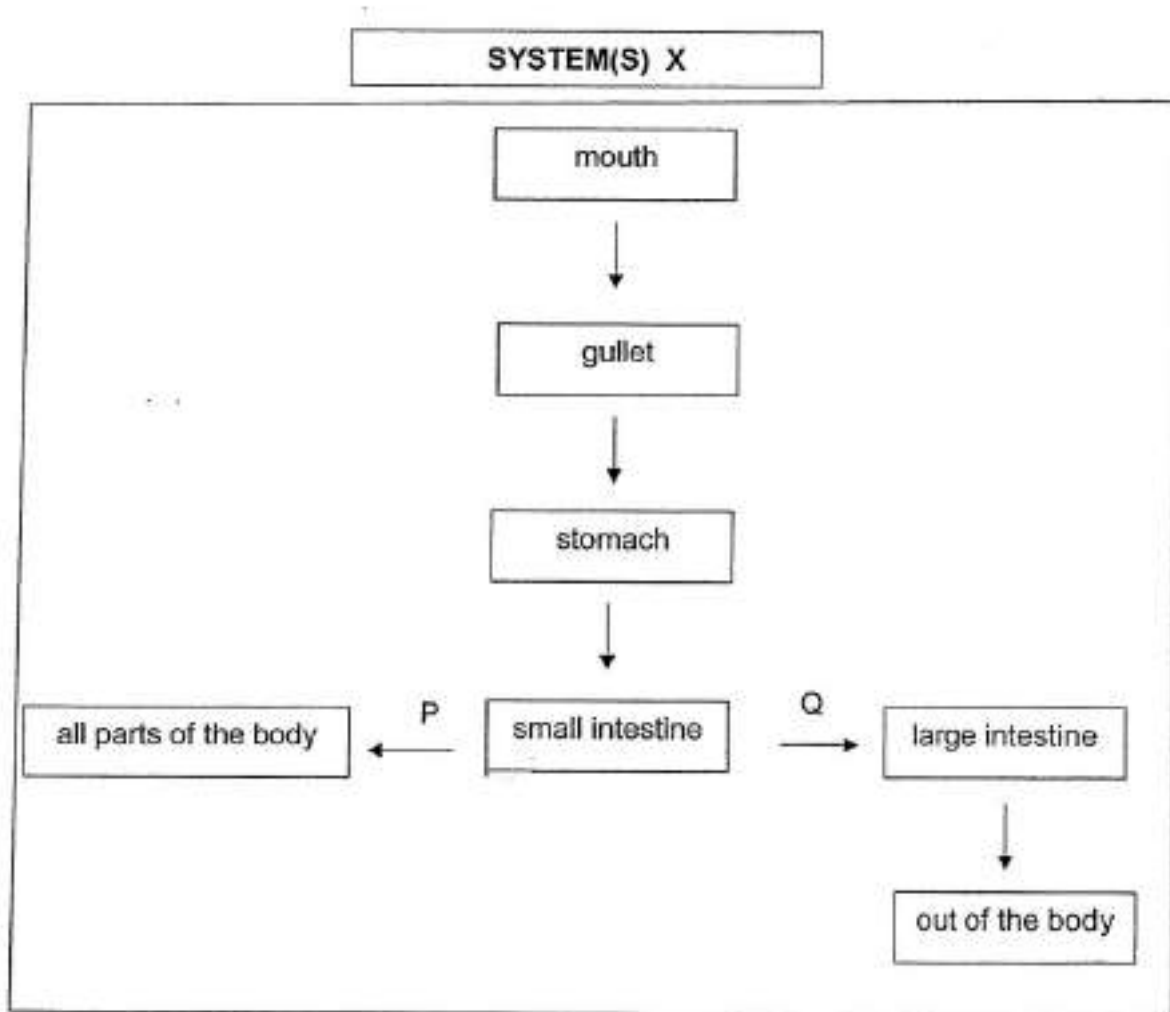 SYSTEM(S) X
mouth
gullet
stomach
all parts of the body
P
small intestine
Q
large intestine
out of the body